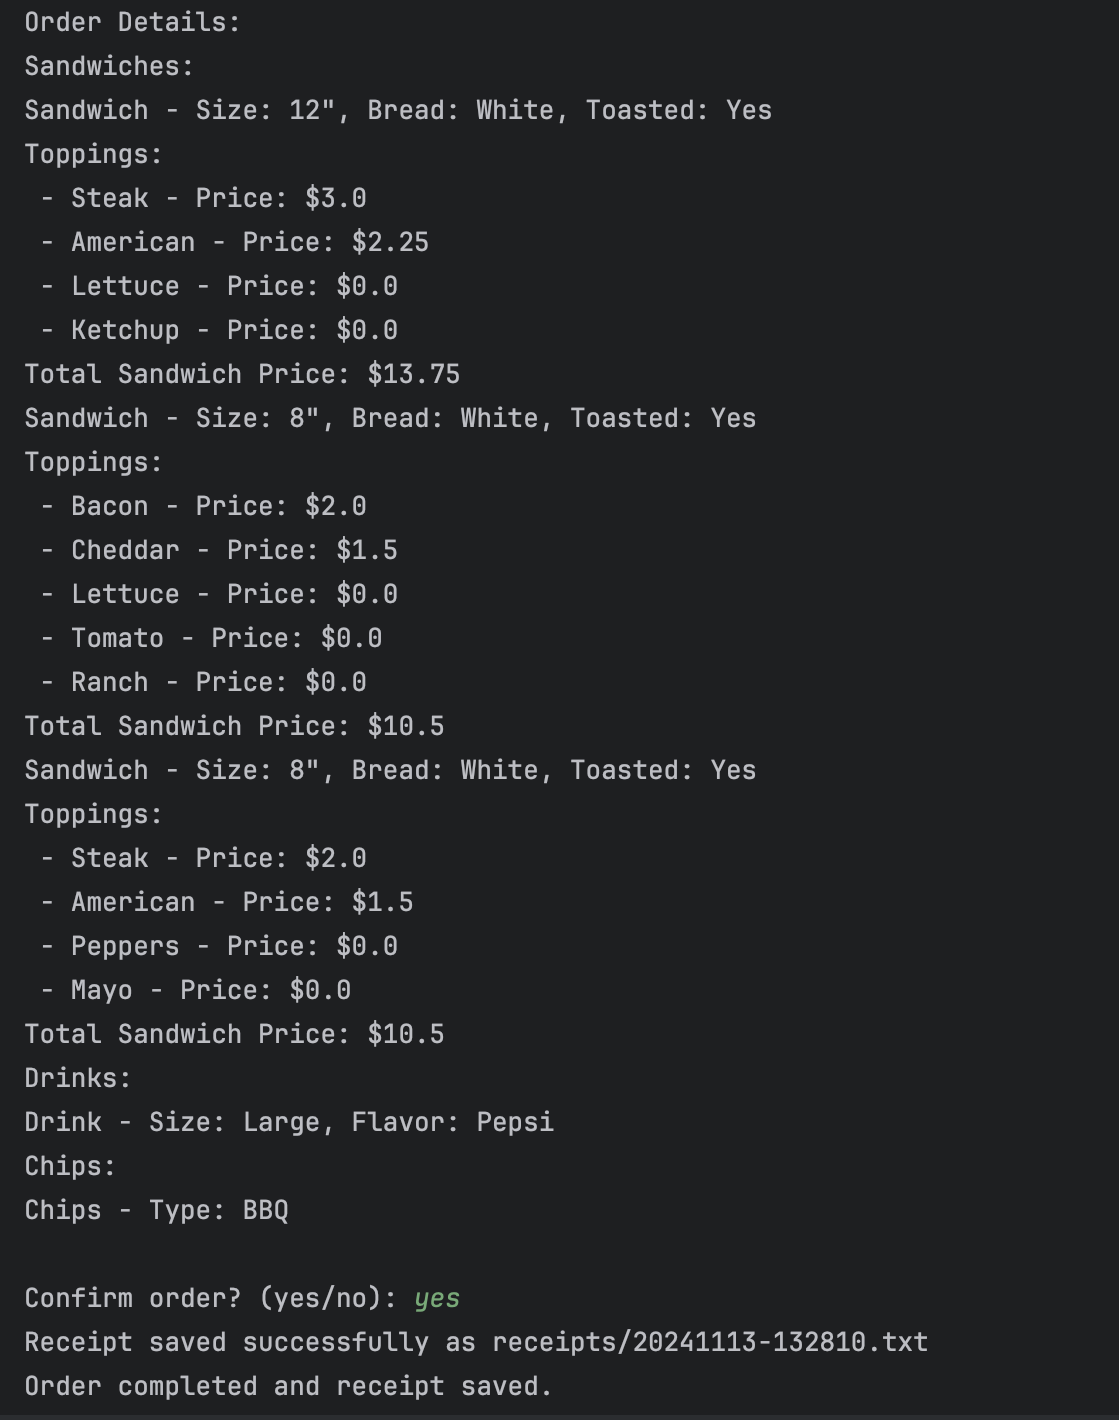 Order Details:
Sandwiches:
Sandwich - Size: 12", Bread: White, Toasted: Yes
Toppings:
 - Steak - Price: $3.0
 - American - Price: $2.25
 - Lettuce - Price: $0.0
 - Ketchup - Price: $0.0
Total Sandwich Price: $13.75
Sandwich - Size: 8", Bread: White, Toasted: Yes
Toppings:
 - Bacon - Price: $2.0
 - Cheddar - Price: $1.5
 - Lettuce - Price: $0.0
 - Tomato - Price: $0.0
 - Ranch - Price: $0.0
Total Sandwich Price: $10.5
Sandwich - Size: 8", Bread: White, Toasted: Yes
Toppings:
 - Steak - Price: $2.0
 - American - Price: $1.5
 - Peppers - Price: $0.0
 - Mayo - Price: $0.0
Total Sandwich Price: $10.5
Drinks:
Drink - Size: Large, Flavor: Pepsi
Chips:
Chips - Type: BBQ

Confirm order? (yes/no): yes
Receipt saved successfully as receipts/20241113-132810.txt
Order completed and receipt saved.